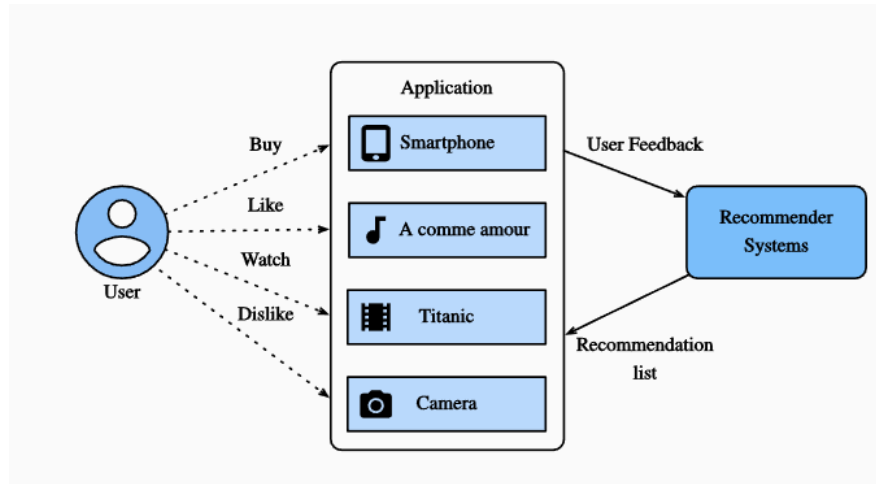 Application
Buy
Smartphone
User Feedback
Like
A comme amour
Recommender
Systems
Watch
User
Dislike
Titanic
Recommendation
list
Camera